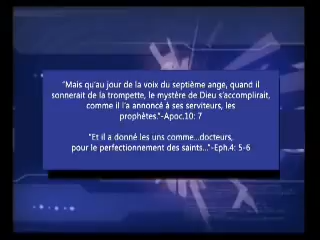 "Mais qu'au jour de la voix du septième ange, quand il
sonnerait de la trompette, le mystère de Dieu s'accomplirait,
comme il l'a annoncé à ses serviteurs, les
prophètes."-Apoc.10: 7
"Et il a donné les uns comme...docteurs,
pour le perfectionnement des saints..."-Eph.4: 5-6